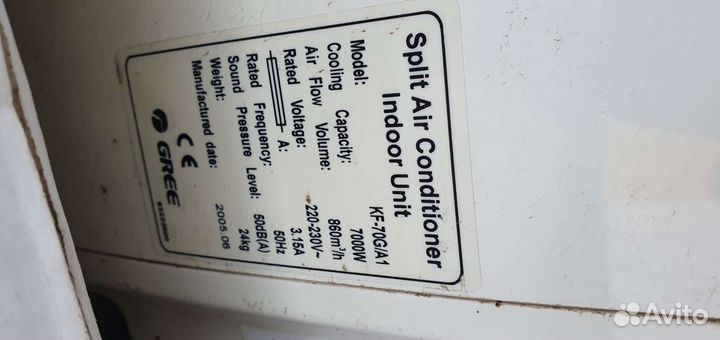 Split Air Conditioner
Indoor Unit
Model: KF-70G/A1
Cooling Capacity: 7000W
Air Flow Volume: 860m³/h
Rated Voltage: 220-230V~
A: 3.15A
Rated Frequency: 50Hz
Sound Pressure Level: 50dB(A)
Weight: 24kg
Manufactured date: 2005.06
CE
GREE
Avito